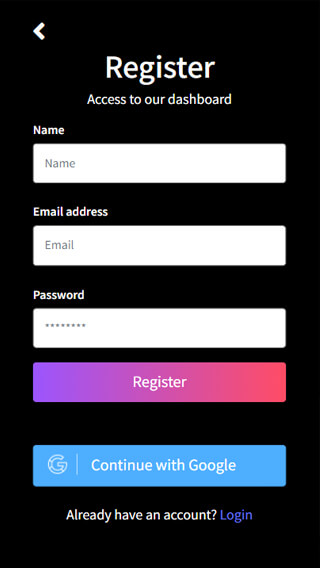 Register
Access to our dashboard
Name
Name
Email address
Email
Password
********
Register
Continue with Google
Already have an account? Login